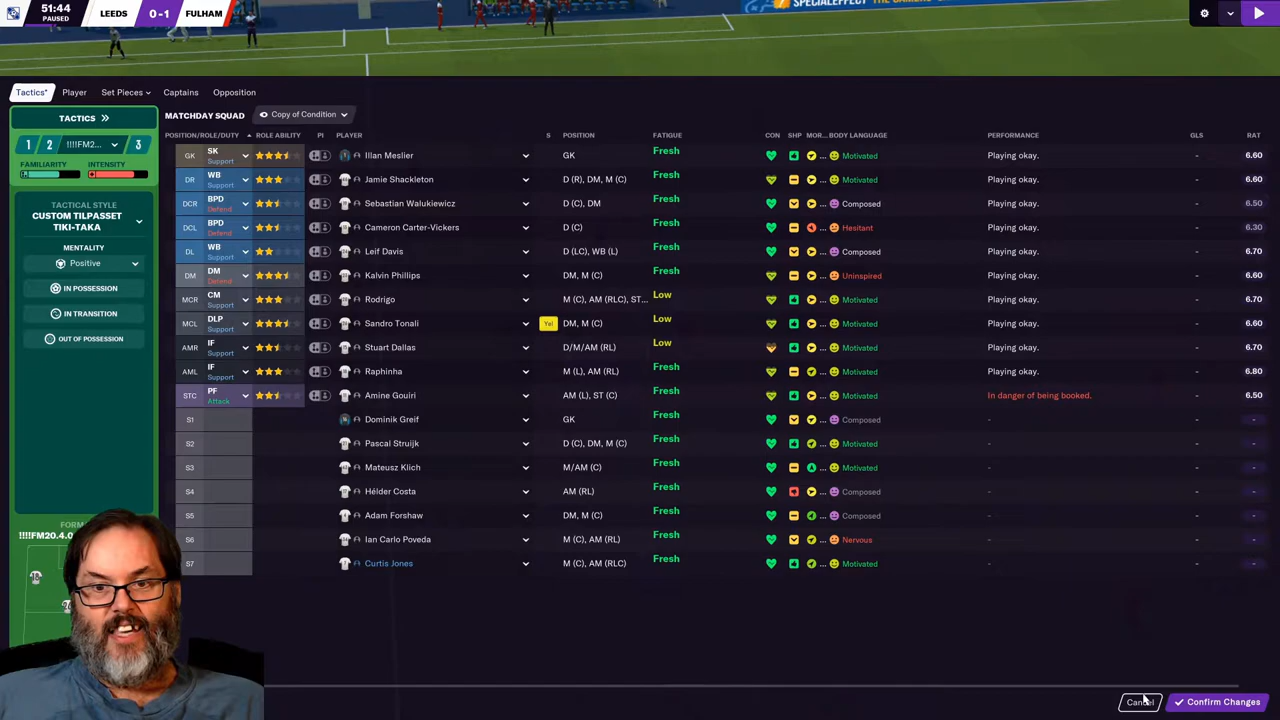 51:44
PAUSED
LEEDS 0-1 FULHAM
SPECIALEFFECT
Tactics* Player Set Pieces Captains Opposition
TACTICS
1 2 !!!!FM2... 3
FAMILIARITY INTENSITY
TACTICAL STYLE
CUSTOM TILPASSET
TIKI-TAKA
MENTALITY
Positive
IN POSSESSION
IN TRANSITION
OUT OF POSSESSION
!!!!FM20.4.0
MATCHDAY SQUAD Copy of Condition
POSITION/ROLE/DUTY ROLE ABILITY PI PLAYER S POSITION FATIGUE CON SHP MOR... BODY LANGUAGE PERFORMANCE GLS RAT
GK SK Support Illan Meslier GK Fresh ... Motivated Playing okay. - 6.60
DR WB Support Jamie Shackleton D (R), DM, M (C) Fresh ... Motivated Playing okay. - 6.60
DCR BPD Defend Sebastian Walukiewicz D (C), DM Fresh ... Composed Playing okay. - 6.50
DCL BPD Defend Cameron Carter-Vickers D (C) Fresh ... Hesitant Playing okay. - 6.30
DL WB Support Leif Davis D (LC), WB (L) Fresh ... Composed Playing okay. - 6.70
DM DM Defend Kalvin Phillips DM, M (C) Fresh ... Uninspired Playing okay. - 6.60
MCR CM Support Rodrigo M (C), AM (RLC), ST... Low ... Motivated Playing okay. - 6.70
MCL DLP Support Sandro Tonali Yel DM, M (C) Low ... Motivated Playing okay. - 6.60
AMR IF Support Stuart Dallas D/M/AM (RL) Low ... Motivated Playing okay. - 6.70
AML IF Support Raphinha M (L), AM (RL) Fresh ... Motivated Playing okay. - 6.80
STC PF Attack Amine Gouiri AM (L), ST (C) Fresh ... Motivated In danger of being booked. - 6.50
S1 Dominik Greif GK Fresh ... Composed - - -
S2 Pascal Struijk D (C), DM, M (C) Fresh ... Motivated - - -
S3 Mateusz Klich M/AM (C) Fresh ... Motivated - - -
S4 Hélder Costa AM (RL) Fresh ... Composed - - -
S5 Adam Forshaw DM, M (C) Fresh ... Composed - - -
S6 Ian Carlo Poveda M (C), AM (RL) Fresh ... Nervous - - -
S7 Curtis Jones M (C), AM (RLC) Fresh ... Motivated - - -
Cancel Confirm Changes